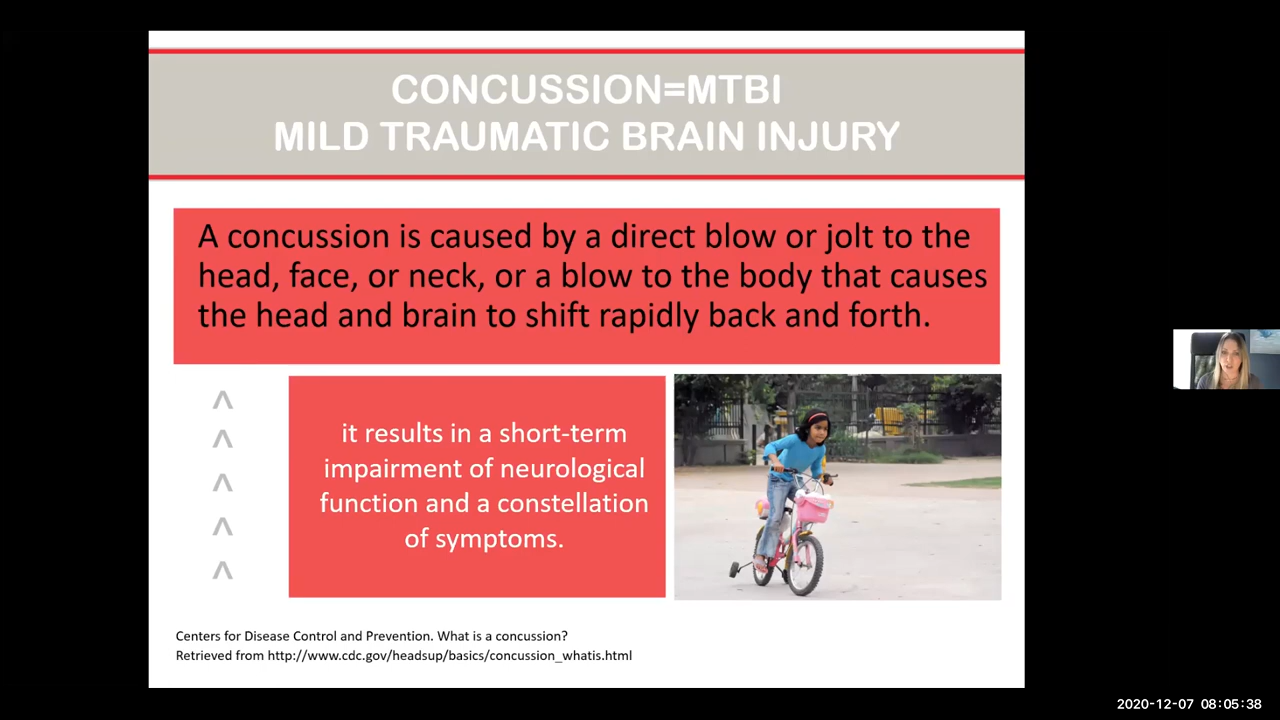 CONCUSSION=MTBI
MILD TRAUMATIC BRAIN INJURY
A concussion is caused by a direct blow or jolt to the
head, face, or neck, or a blow to the body that causes
the head and brain to shift rapidly back and forth.
^
^
^
^
^
it results in a short-term
impairment of neurological
function and a constellation
of symptoms.
Centers for Disease Control and Prevention. What is a concussion?
Retrieved from http://www.cdc.gov/headsup/basics/concussion_whatis.html
2020-12-07 08:05:38